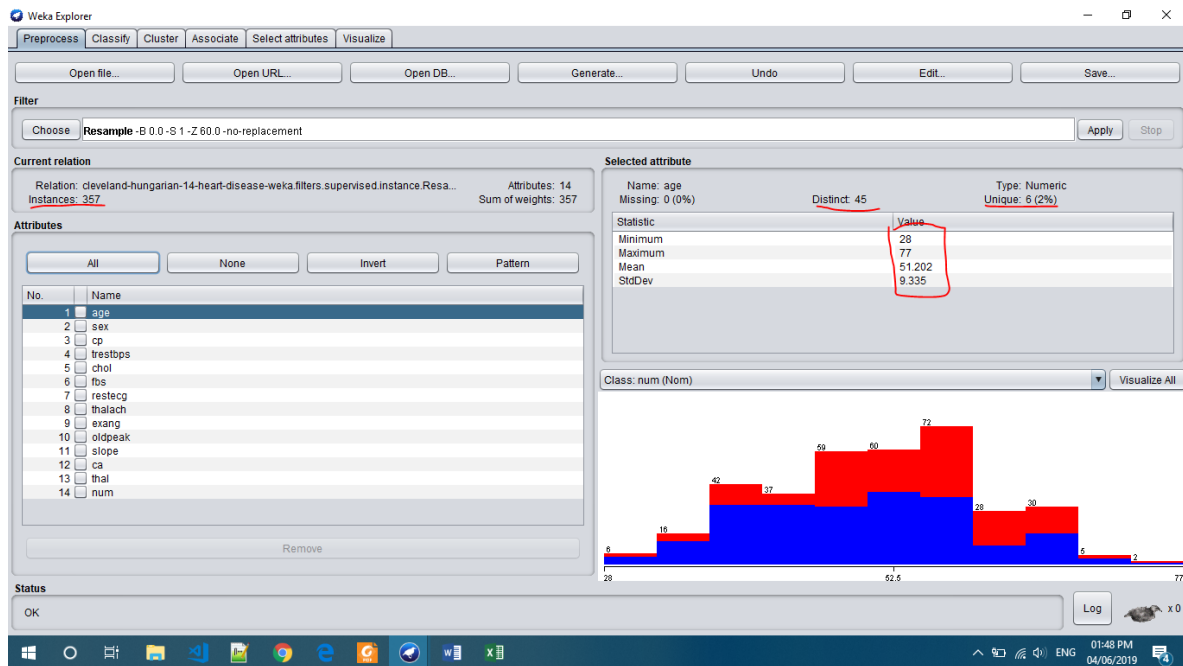 Weka Explorer
Preprocess Classify Cluster Associate Select attributes Visualize
Open file... Open URL... Open DB... Generate... Undo Edit... Save...
Filter
Choose Resample -B 0.0 -S 1 -Z 60.0 -no-replacement Apply Stop
Current relation
Relation: cleveland-hungarian-14-heart-disease-weka.filters.supervised.instance.Resa... Attributes: 14
Instances: 357 Sum of weights: 357
Attributes
All None Invert Pattern
No. Name
1 age
2 sex
3 cp
4 trestbps
5 chol
6 fbs
7 restecg
8 thalach
9 exang
10 oldpeak
11 slope
12 ca
13 thal
14 num
Remove
Selected attribute
Name: age Type: Numeric
Missing: 0 (0%) Distinct: 45 Unique: 6 (2%)
Statistic Value
Minimum 28
Maximum 77
Mean 51.202
StdDev 9.335
Class: num (Nom) Visualize All
6 16 42 37 59 60 72 28 30 5 2
28 52.5 77
Status
OK Log x 0
ENG 01:48 PM
04/06/2019 4